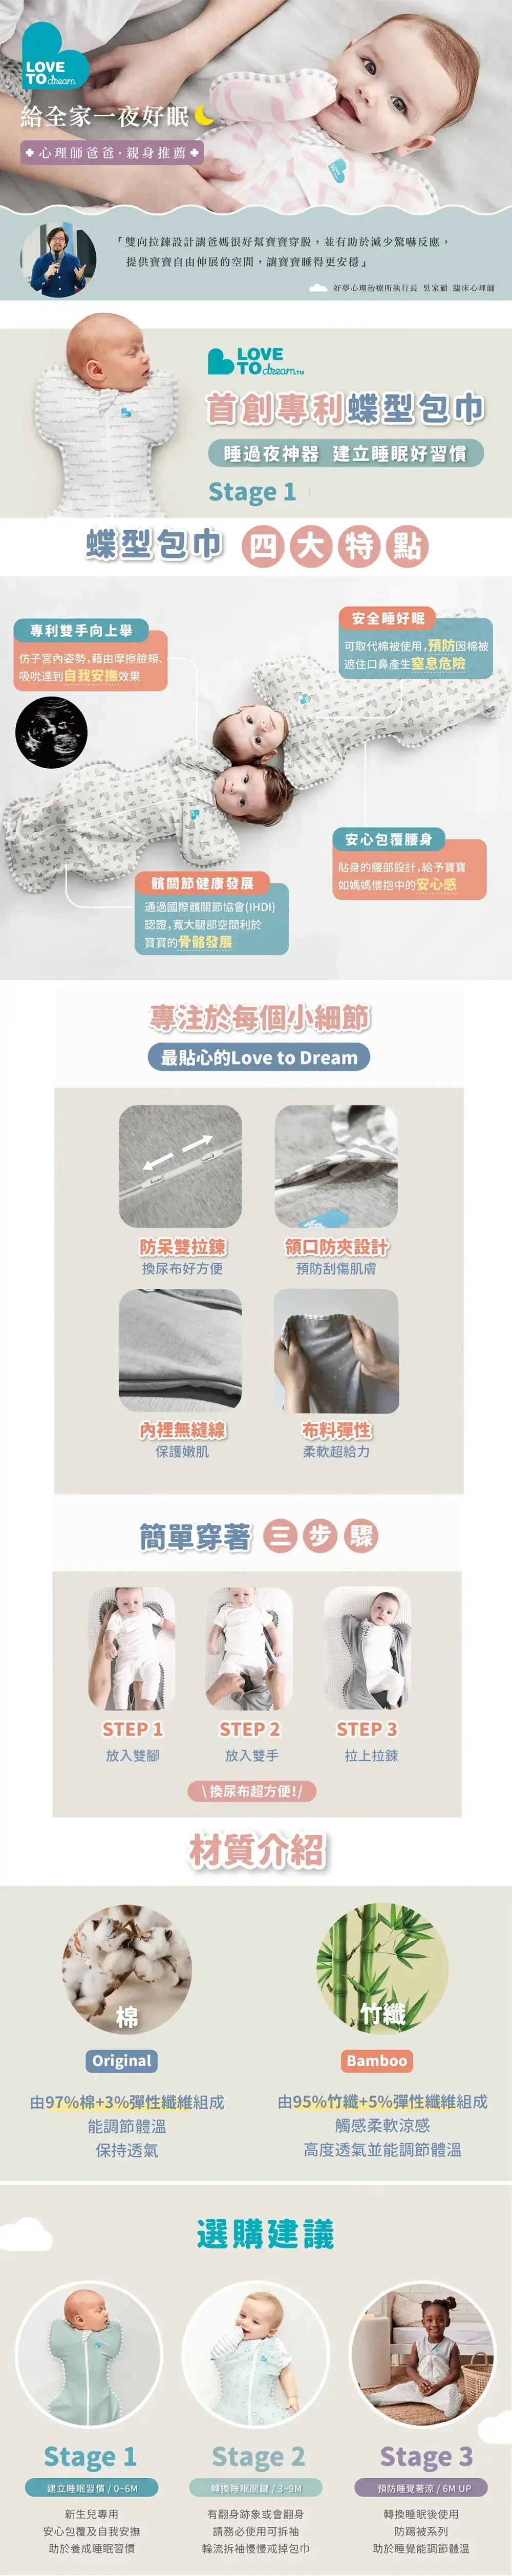 LOVE
TO dream
給全家一夜好眠
心理師爸爸·親身推薦
「雙向拉鍊設計讓爸媽很好幫寶寶穿脫，並有助於減少驚嚇反應，
提供寶寶自由伸展的空間，讓寶寶睡得更安穩」
好夢心理治療所執行長 吳家碩 臨床心理師
LOVE
TO dream™
首創專利蝶型包巾
睡過夜神器 建立睡眠好習慣
Stage 1
蝶型包巾 四大特點
專利雙手向上舉
仿子宮內姿勢，藉由摩擦臉頰、
吸吮達到自我安撫效果
安全睡好眠
可取代棉被使用，預防因棉被
遮住口鼻產生窒息危險
安心包覆腰身
貼身的腰部設計，給予寶寶
如媽媽懷抱中的安心感
髖關節健康發展
通過國際髖關節協會(IHDI)
認證，寬大腿部空間利於
寶寶的骨骼發展
專注於每個小細節
最貼心的Love to Dream
防呆雙拉鍊
換尿布好方便
領口防夾設計
預防刮傷肌膚
內裡無縫線
保護嫩肌
布料彈性
柔軟超給力
簡單穿著 三步驟
STEP 1
放入雙腳
STEP 2
放入雙手
STEP 3
拉上拉鍊
\ 換尿布超方便! /
材質介紹
棉
Original
由97%棉+3%彈性纖維組成
能調節體溫
保持透氣
竹纖
Bamboo
由95%竹纖+5%彈性纖維組成
觸感柔軟涼感
高度透氣並能調節體溫
選購建議
Stage 1
建立睡眠習慣 / 0~6M
新生兒專用
安心包覆及自我安撫
助於養成睡眠習慣
Stage 2
轉換睡眠關鍵 / 3~9M
有翻身跡象或會翻身
請務必使用可拆袖
輪流拆袖慢慢戒掉包巾
Stage 3
預防睡覺著涼 / 6M UP
轉換睡眠後使用
防踢被系列
助於睡覺能調節體溫